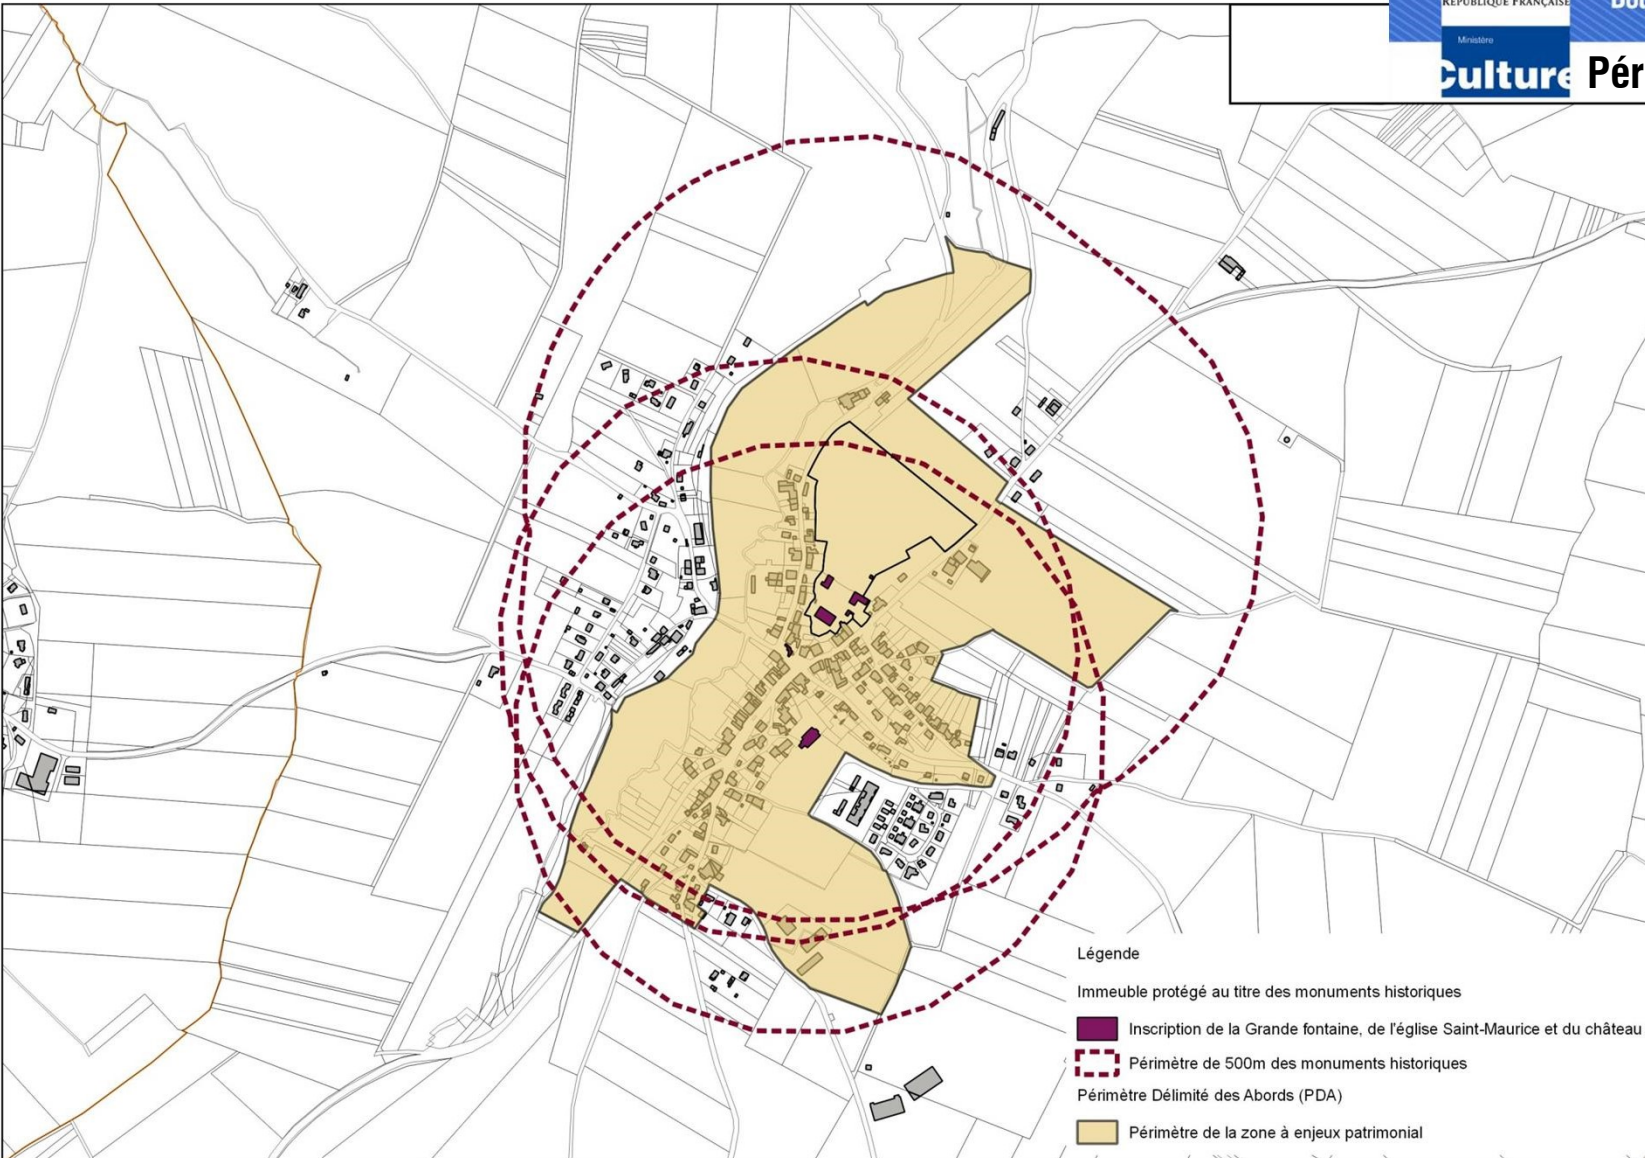 RÉPUBLIQUE FRANÇAISE
Ministère
Culture
Pér
Légende
Immeuble protégé au titre des monuments historiques
Inscription de la Grande fontaine, de l'église Saint-Maurice et du château
Périmètre de 500m des monuments historiques
Périmètre Délimité des Abords (PDA)
Périmètre de la zone à enjeux patrimonial